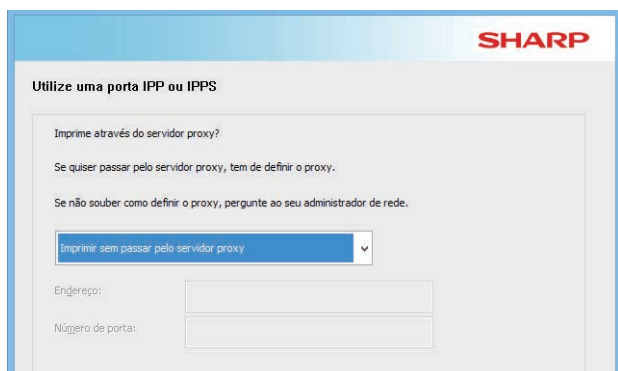 SHARP
Utilize uma porta IPP ou IPPS
Imprime através do servidor proxy?
Se quiser passar pelo servidor proxy, tem de definir o proxy.
Se não souber como definir o proxy, pergunte ao seu administrador de rede.
Imprimir sem passar pelo servidor proxy
Endereço:
Número de porta: